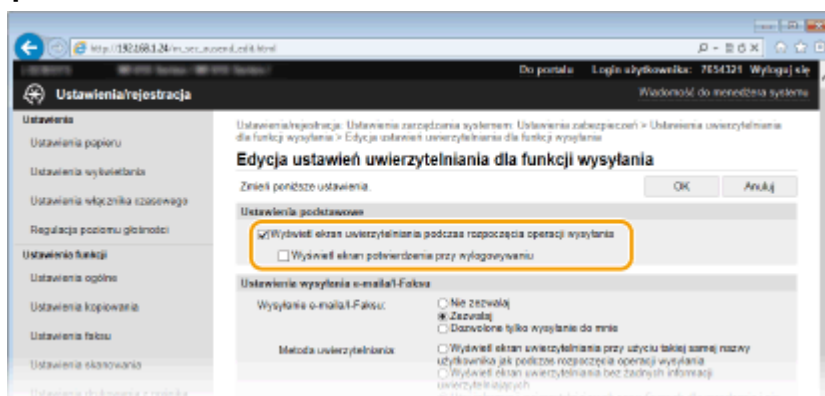 http://192.168.1.24/m_sec_ausend_edit.html
Do portalu Login użytkownika: 7654321 Wyloguj się
Ustawienia/rejestracja
Wiadomość do menedżera systemu
Ustawienia
Ustawienia papieru
Ustawienia wyświetlania
Ustawienia włącznika czasowego
Regulacja poziomu głośności
Ustawienia funkcji
Ustawienia ogólne
Ustawienia kopiowania
Ustawienia faksu
Ustawienia skanowania
Ustawienia/rejestracja: Ustawienia zarządzania systemem: Ustawienia zabezpieczeń > Ustawienia uwierzytelniania
dla funkcji wysyłania > Edycja ustawień uwierzytelniania dla funkcji wysyłania
Edycja ustawień uwierzytelniania dla funkcji wysyłania
Zmień poniższe ustawienia.
OK
Anuluj
Ustawienia podstawowe
Wyświetl ekran uwierzytelniania podczas rozpoczęcia operacji wysyłania
Wyświetl ekran potwierdzenia przy wylogowywaniu
Ustawienia wysyłania e-maila/I-Faksu
Wysyłanie e-maila/I-Faksu:
Nie zezwalaj
Zezwalaj
Dozwolone tylko wysyłanie do mnie
Metoda uwierzytelniania:
Wyświetl ekran uwierzytelniania przy użyciu takiej samej nazwy
użytkownika jak podczas rozpoczęcia operacji wysyłania
Wyświetl ekran uwierzytelniania bez żadnych informacji
uwierzytelniających